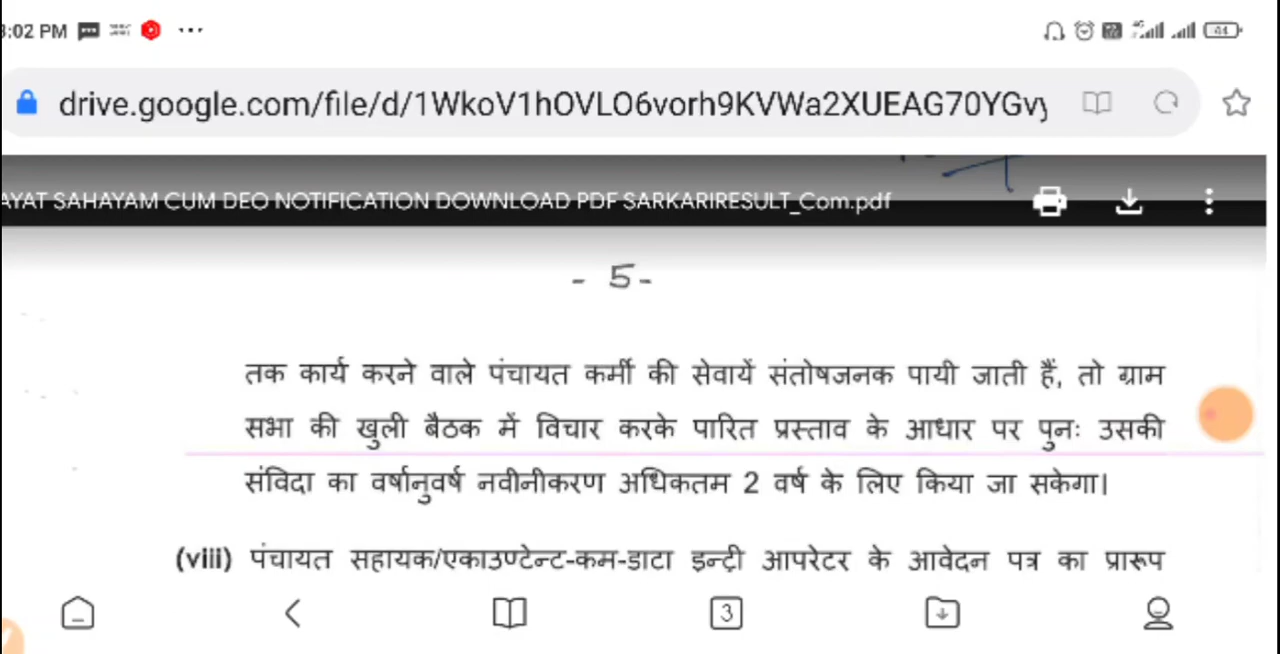 3:02 PM
44
drive.google.com/file/d/1WkoV1hOVLO6vorh9KVWa2XUEAG70YGvy
AYAT SAHAYAM CUM DEO NOTIFICATION DOWNLOAD PDF SARKARIRESULT_Com.pdf
- 5 -
तक कार्य करने वाले पंचायत कर्मी की सेवायें संतोषजनक पायी जाती हैं, तो ग्राम
सभा की खुली बैठक में विचार करके पारित प्रस्ताव के आधार पर पुनः उसकी
संविदा का वर्षानुवर्ष नवीनीकरण अधिकतम 2 वर्ष के लिए किया जा सकेगा।
(viii) पंचायत सहायक/एकाउण्टेन्ट-कम-डाटा इन्ट्री आपरेटर के आवेदन पत्र का प्रारूप
3